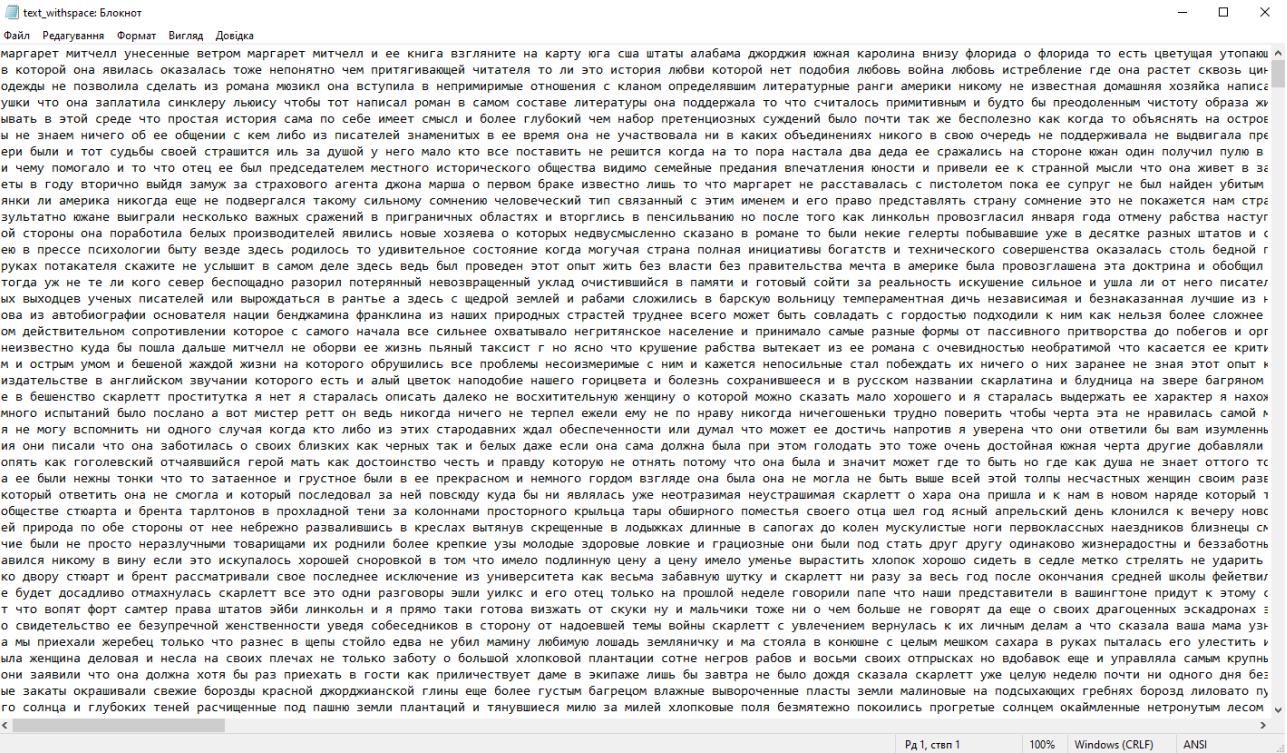 text_withspace: Блокнот
Файл Редагування Формат Вигляд Довідка
маргарет митчелл унесенные ветром маргарет митчелл и ее книга взгляните на карту юга сша штаты алабама джорджия южная каролина внизу флорида о флорида то есть цветущая утопающ
в которой она явилась оказалась тоже непонятно чем притягивающей читателя то ли это история любви которой нет подобия любовь война любовь истребление где она растет сквозь цин
одежды не позволила сделать из романа мюзикл она вступила в непримиримые отношения с кланом определявшим литературные ранги америки никому не известная домашняя хозяйка написа
ушки что она заплатила синклеру льюису чтобы тот написал роман в самом составе литературы она поддержала то что считалось примитивным и будто бы преодоленным чистоту образа жи
ывать в этой среде что простая история сама по себе имеет смысл и более глубокий чем набор претенциозных суждений было почти так же бесполезно как когда то объяснять на остров
ы не знаем ничего об ее общении с кем либо из писателей знаменитых в ее время она не участвовала ни в каких объединениях никого в свою очередь не поддерживала не выдвигала пре
ери были и тот судьбы своей страшится иль за душой у него мало кто все поставить не решится когда на то пора настала два деда ее сражались на стороне южан один получил пулю в
и чему помогало и то что отец ее был председателем местного исторического общества видимо семейные предания впечатления юности и привели ее к странной мысли что она живет в за
еты в году вторично выйдя замуж за страхового агента джона марша о первом браке известно лишь то что маргарет не расставалась с пистолетом пока ее супруг не был найден убитым
янки ли америка никогда еще не подвергался такому сильному сомнению человеческий тип связанный с этим именем и его право представлять страну сомнение это не покажется нам стра
зультатно южане выиграли несколько важных сражений в приграничных областях и вторглись в пенсильванию но после того как линкольн провозгласил января года отмену рабства наступ
ой стороны она поработила белых производителей явились новые хозяева о которых недвусмысленно сказано в романе то были некие гелерты побывавшие уже в десятке разных штатов и с
ею в прессе психологии быту везде здесь родилось то удивительное состояние когда могучая страна полная инициативы богатств и технического совершенства оказалась столь бедной п
руках потакателя скажите не услышит в самом деле здесь ведь был проведен этот опыт жить без власти без правительства мечта в америке была провозглашена эта доктрина и обобщил
тогда уж не те ли кого север беспощадно разорил потерянный невозвращенный уклад очистившийся в памяти и готовый сойти за реальность искушение сильное и ушла ли от него писател
ых выходцев ученых писателей или вырождаться в рантье а здесь с щедрой землей и рабами сложились в барскую вольницу темпераментная дичь независимая и безнаказанная лучшие из н
ова из автобиографии основателя нации бенджамина франклина из наших природных страстей труднее всего может быть совладать с гордостью подходили к ним как нельзя более сложнее
ом действительном сопротивлении которое с самого начала все сильнее охватывало негритянское население и принимало самые разные формы от пассивного притворства до побегов и орг
неизвестно куда бы пошла дальше митчелл не оборви ее жизнь пьяный таксист г но ясно что крушение рабства вытекает из ее романа с очевидностью необратимой что касается ее крити
м и острым умом и бешеной жаждой жизни на которого обрушились все проблемы несоизмеримые с ним и кажется непосильные стал побеждать их ничего о них заранее не зная этот опыт к
издательстве в английском звучании которого есть и алый цветок наподобие нашего горицвета и болезнь сохранившееся и в русском названии скарлатина и блудница на звере багряном
е в бешенство скарлетт проститутка я нет я старалась описать далеко не восхитительную женщину о которой можно сказать мало хорошего и я старалась выдержать ее характер я нахож
много испытаний было послано а вот мистер ретт он ведь никогда ничего не терпел ежели ему не по нраву никогда ничегошеньки трудно поверить чтобы черта эта не нравилась самой м
я не могу вспомнить ни одного случая когда кто либо из этих стародавних ждал обеспеченности или думал что может ее достичь напротив я уверена что они ответили бы вам изумленны
ия они писали что она заботилась о своих близких как черных так и белых даже если она сама должна была при этом голодать это тоже очень достойная южная черта другие добавляли
опять как гоголевский отчаявшийся герой мать как достоинство честь и правду которую не отнять потому что она была и значит может где то быть но где как душа не знает оттого то
а ее были нежны тонки что то затаенное и грустное были в ее прекрасном и немного гордом взгляде она была она не могла не быть выше всей этой толпы несчастных женщин своим разв
который ответить она не смогла и который последовал за ней повсюду куда бы ни являлась уже неотразимая неустрашимая скарлетт о хара она пришла и к нам в новом наряде который т
обществе стюарта и брента тарлтонов в прохладной тени за колоннами просторного крыльца тары обширного поместья своего отца шел год ясный апрельский день клонился к вечеру ново
ей природа по обе стороны от нее небрежно развалившись в креслах вытянув скрещенные в лодыжках длинные в сапогах до колен мускулистые ноги первоклассных наездников близнецы см
чие были не просто неразлучными товарищами их роднили более крепкие узы молодые здоровые ловкие и грациозные они были под стать друг другу одинаково жизнерадостны и беззаботны
авился никому в вину если это искупалось хорошей сноровкой в том что имело подлинную цену а цену имело уменье вырастить хлопок хорошо сидеть в седле метко стрелять не ударить
ко двору стюарт и брент рассматривали свое последнее исключение из университета как весьма забавную шутку и скарлетт ни разу за весь год после окончания средней школы фейетвил
е будет досадливо отмахнулась скарлетт все это одни разговоры эшли уилкс и его отец только на прошлой неделе говорили папе что наши представители в вашингтоне придут к этому с
т что вопят форт самтер права штатов эйби линкольн и я прямо таки готова визжать от скуки ну и мальчики тоже ни о чем больше не говорят да еще о своих драгоценных эскадронах э
о свидетельство ее безупречной женственности уведя собеседников в сторону от надоевшей темы войны скарлетт с увлечением вернулась к их личным делам а что сказала ваша мама узн
а мы приехали жеребец только что разнес в щепы стойло едва не убил мамину любимую лошадь земляничку и ма стояла в конюшне с целым мешком сахара в руках пыталась его улестить и
ыла женщина деловая и несла на своих плечах не только заботу о большой хлопковой плантации сотне негров рабов и восьми своих отпрысках но вдобавок еще и управляла самым крупны
они заявили что она должна хотя бы раз приехать в гости как приличествует даме в экипаже лишь бы завтра не было дождя сказала скарлетт уже целую неделю почти ни одного дня без
ые закаты окрашивали свежие борозды красной джорджианской глины еще более густым багрецом влажные вывороченные пласты земли малиновые на подсыхающих гребнях борозд лиловато пу
го солнца и глубоких теней расчищенные под пашню земли плантаций и тянувшиеся милю за милей хлопковые поля безмятежно покоились прогретые солнцем окаймленные нетронутым лесом
Рд 1, ствп 1 100% Windows (CRLF) ANSI